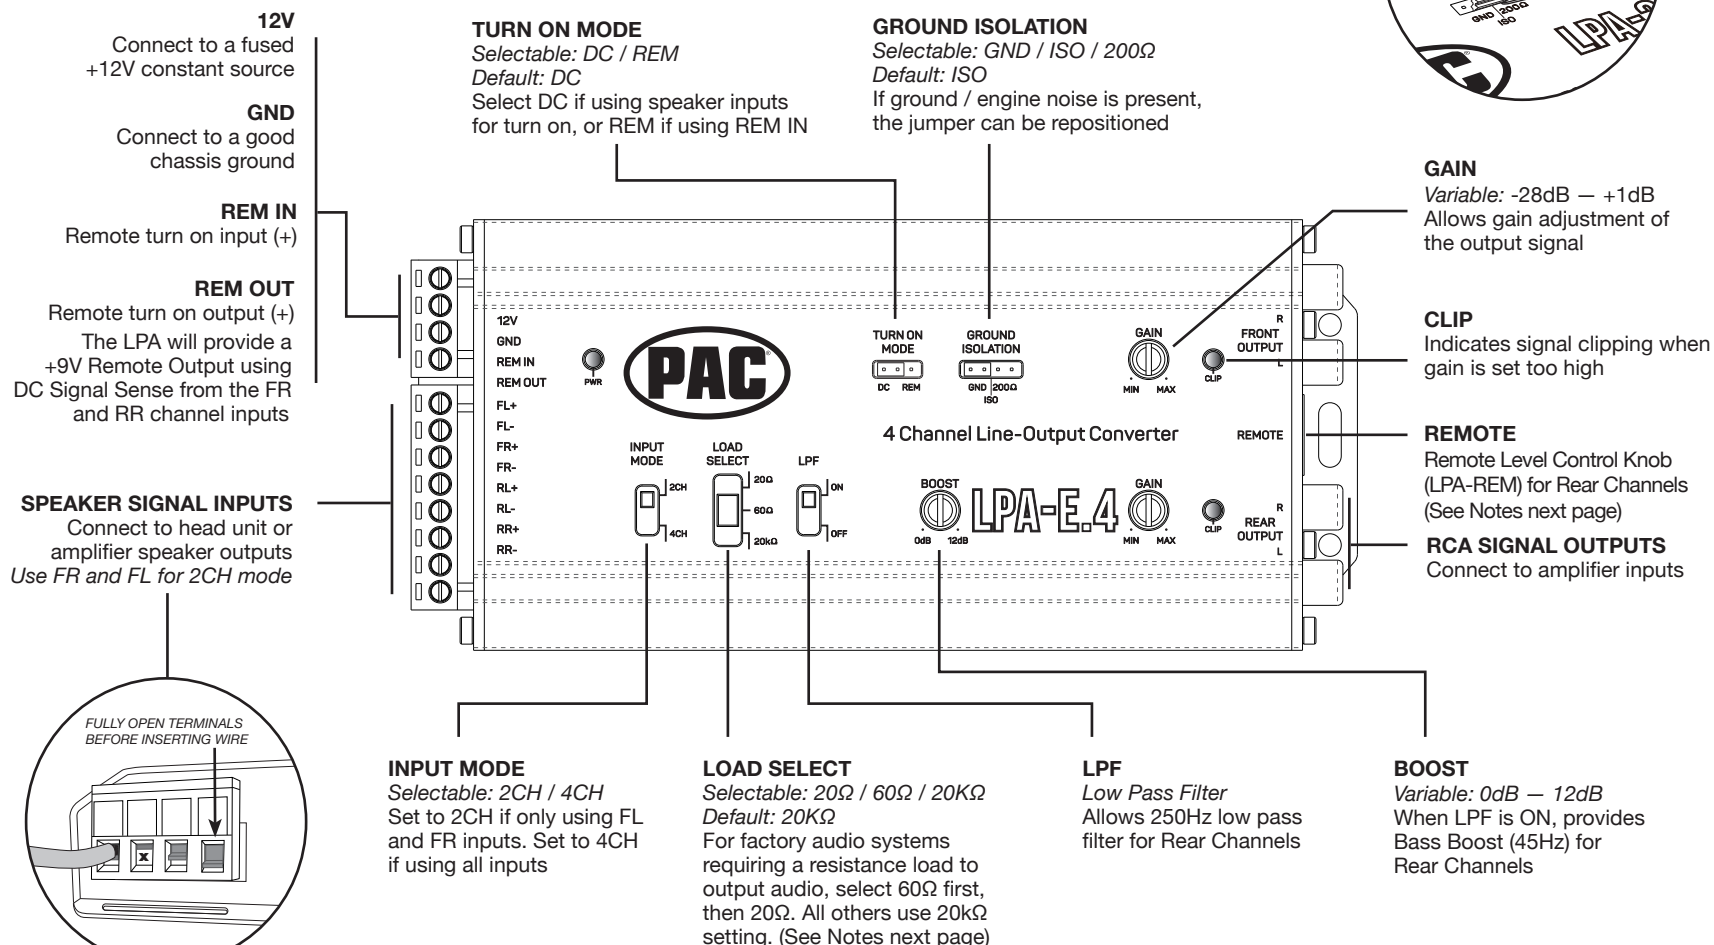 12V
Connect to a fused
+12V constant source
GND
Connect to a good
chassis ground
REM IN
Remote turn on input (+)
REM OUT
Remote turn on output (+)
The LPA will provide a
+9V Remote Output using
DC Signal Sense from the FR
and RR channel inputs
SPEAKER SIGNAL INPUTS
Connect to head unit or
amplifier speaker outputs
Use FR and FL for 2CH mode
FULLY OPEN TERMINALS
BEFORE INSERTING WIRE
x
TURN ON MODE
Selectable: DC / REM
Default: DC
Select DC if using speaker inputs
for turn on, or REM if using REM IN
GROUND ISOLATION
Selectable: GND / ISO / 200Ω
Default: ISO
If ground / engine noise is present,
the jumper can be repositioned
GND 200Ω
ISO
GAIN
Variable: -28dB — +1dB
Allows gain adjustment of
the output signal
CLIP
Indicates signal clipping when
gain is set too high
REMOTE
Remote Level Control Knob
(LPA-REM) for Rear Channels
(See Notes next page)
RCA SIGNAL OUTPUTS
Connect to amplifier inputs
12V
GND
REM IN
REM OUT
FL+
FL-
FR+
FR-
RL+
RL-
RR+
RR-
PWR
PAC®
TURN ON
MODE
DC REM
GROUND
ISOLATION
GND 200Ω
ISO
GAIN
MIN MAX
CLIP
R
FRONT
OUTPUT
L
4 Channel Line-Output Converter
REMOTE
INPUT
MODE
2CH
4CH
LOAD
SELECT
20Ω
60Ω
20kΩ
LPF
ON
OFF
BOOST
0dB 12dB
LPA-E.4
GAIN
MIN MAX
CLIP
R
REAR
OUTPUT
L
INPUT MODE
Selectable: 2CH / 4CH
Set to 2CH if only using FL
and FR inputs. Set to 4CH
if using all inputs
LOAD SELECT
Selectable: 20Ω / 60Ω / 20KΩ
Default: 20KΩ
For factory audio systems
requiring a resistance load to
output audio, select 60Ω first,
then 20Ω. All others use 20kΩ
setting. (See Notes next page)
LPF
Low Pass Filter
Allows 250Hz low pass
filter for Rear Channels
BOOST
Variable: 0dB — 12dB
When LPF is ON, provides
Bass Boost (45Hz) for
Rear Channels